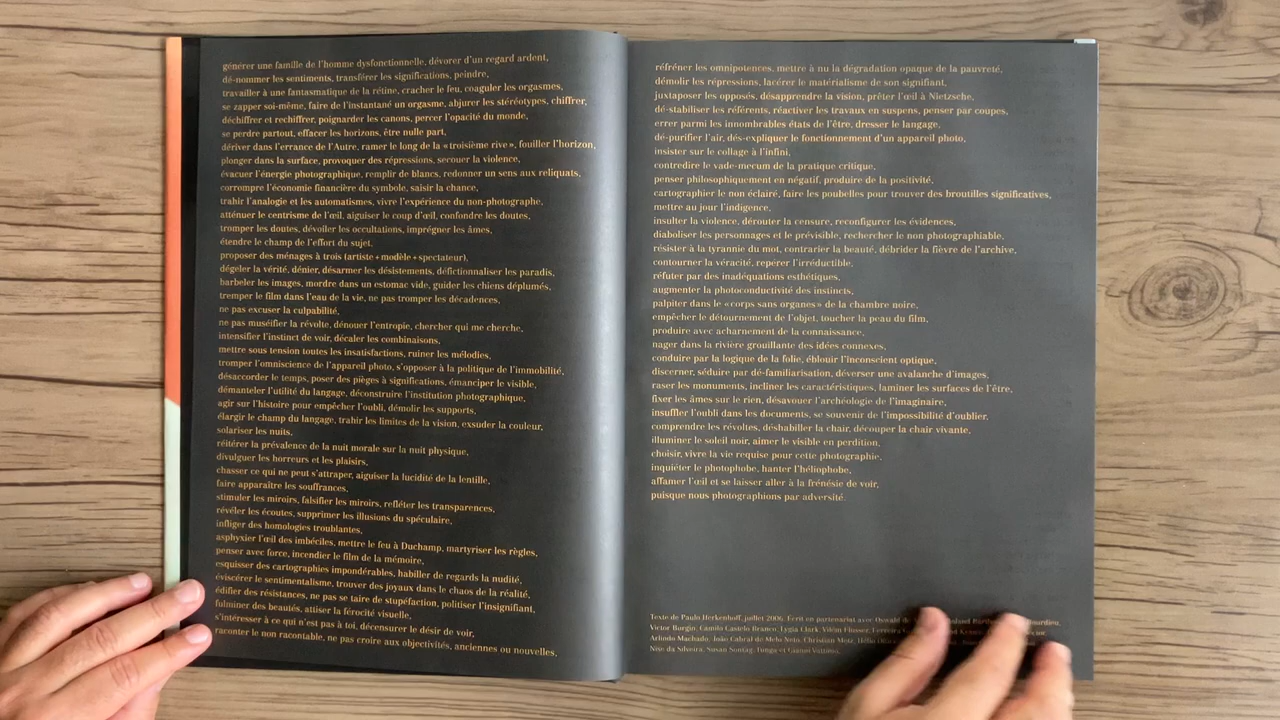 générer une famille de l'homme dysfonctionnelle, dévorer d'un regard ardent,
dé-nommer les sentiments, transférer les significations, peindre,
travailler à une fantasmatique de la rétine, cracher le feu, coaguler les orgasmes,
se zapper soi-même, faire de l'instantané un orgasme, abjurer les stéréotypes, chiffrer,
déchiffrer et rechiffrer, poignarder les canons, percer l'opacité du monde,
se perdre partout, effacer les horizons, être nulle part,
dériver dans l'errance de l'Autre, ramer le long de la « troisième rive », fouiller l'horizon,
plonger dans la surface, provoquer des répressions, secouer la violence,
évacuer l'énergie photographique, remplir de blancs, redonner un sens aux reliquats,
corrompre l'économie financière du symbole, saisir la chance,
trahir l'analogie et les automatismes, vivre l'expérience du non-photographe,
atténuer le centrisme de l'œil, aiguiser le coup d'œil, confondre les doutes,
tromper les doutes, dévoiler les occultations, imprégner les âmes,
étendre le champ de l'effort du sujet,
proposer des ménages à trois (artiste + modèle + spectateur),
dégeler la vérité, dénier, désarmer les désistements, défictionnaliser les paradis,
barbeler les images, mordre dans un estomac vide, guider les chiens déplumés,
tremper le film dans l'eau de la vie, ne pas tromper les décadences,
ne pas excuser la culpabilité,
ne pas muséifier la révolte, dénouer l'entropie, chercher qui me cherche,
intensifier l'instinct de voir, décaler les combinaisons,
mettre sous tension toutes les insatisfactions, ruiner les mélodies,
tromper l'omniscience de l'appareil photo, s'opposer à la politique de l'immobilité,
désaccorder le temps, poser des pièges à significations, émanciper le visible,
démanteler l'utilité du langage, déconstruire l'institution photographique,
agir sur l'histoire pour empêcher l'oubli, démolir les supports,
élargir le champ du langage, trahir les limites de la vision, exsuder la couleur,
solariser les nuits,
réitérer la prévalence de la nuit morale sur la nuit physique,
divulguer les horreurs et les plaisirs,
chasser ce qui ne peut s'attraper, aiguiser la lucidité de la lentille,
faire apparaître les souffrances,
stimuler les miroirs, falsifier les miroirs, refléter les transparences,
révéler les écoutes, supprimer les illusions du spéculaire,
infliger des homologies troublantes,
asphyxier l'œil des imbéciles, mettre le feu à Duchamp, martyriser les règles,
penser avec force, incendier le film de la mémoire,
esquisser des cartographies impondérables, habiller de regards la nudité,
éviscérer le sentimentalisme, trouver des joyaux dans le chaos de la réalité,
édifier des résistances, ne pas se taire de stupéfaction, politiser l'insignifiant,
fulminer des beautés, attiser la férocité visuelle,
s'intéresser à ce qui n'est pas à toi, décensurer le désir de voir,
raconter le non racontable, ne pas croire aux objectivités, anciennes ou nouvelles,
réfréner les omnipotences, mettre à nu la dégradation opaque de la pauvreté,
démolir les répressions, lacérer le matérialisme de son signifiant,
juxtaposer les opposés, désapprendre la vision, prêter l'œil à Nietzsche,
dé-stabiliser les référents, réactiver les travaux en suspens, penser par coupes,
errer parmi les innombrables états de l'être, dresser le langage,
dé-purifier l'air, dés-expliquer le fonctionnement d'un appareil photo,
insister sur le collage à l'infini,
contredire le vade-mecum de la pratique critique,
penser philosophiquement en négatif, produire de la positivité,
cartographier le non éclairé, faire les poubelles pour trouver des brouilles significatives,
mettre au jour l'indigence,
insulter la violence, dérouter la censure, reconfigurer les évidences,
diaboliser les personnages et le prévisible, rechercher le non photographiable,
résister à la tyrannie du mot, contrarier la beauté, débrider la fièvre de l'archive,
contourner la véracité, repérer l'irréductible,
réfuter par des inadéquations esthétiques,
augmenter la photoconductivité des instincts,
palpiter dans le « corps sans organes » de la chambre noire,
empêcher le détournement de l'objet, toucher la peau du film,
produire avec acharnement de la connaissance,
nager dans la rivière grouillante des idées connexes,
conduire par la logique de la folie, éblouir l'inconscient optique,
discerner, séduire par dé-familiarisation, déverser une avalanche d'images,
raser les monuments, incliner les caractéristiques, laminer les surfaces de l'être,
fixer les âmes sur le rien, désavouer l'archéologie de l'imaginaire,
insuffler l'oubli dans les documents, se souvenir de l'impossibilité d'oublier,
comprendre les révoltes, déshabiller la chair, découper la chair vivante,
illuminer le soleil noir, aimer le visible en perdition,
choisir, vivre la vie requise pour cette photographie,
inquiéter le photophobe, hanter l'héliophobe,
affamer l'œil et se laisser aller à la frénésie de voir,
puisque nous photographions par adversité.
Texte de Paulo Herkenhoff, juillet 2006. Écrit en partenariat avec Oswald de
Victor Burgin, Camilo Castelo Branco, Lygia Clark, Vilém Flusser, Ferreira
Arlindo Machado, João Cabral de Melo Neto, Christian Metz, Hélio
Nise da Silveira, Susan Sontag, Tunga et Gianni Vattimo.